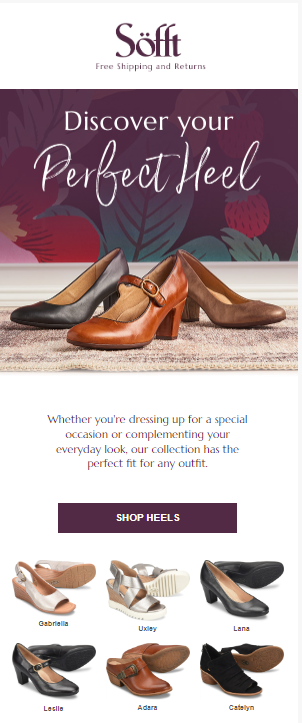 Söfft
Free Shipping and Returns
Discover your
Perfect Heel
Whether you're dressing up for a special
occasion or complementing your
everyday look, our collection has the
perfect fit for any outfit.
SHOP HEELS
Gabriella
Uxley
Lana
Leslie
Adara
Catelyn